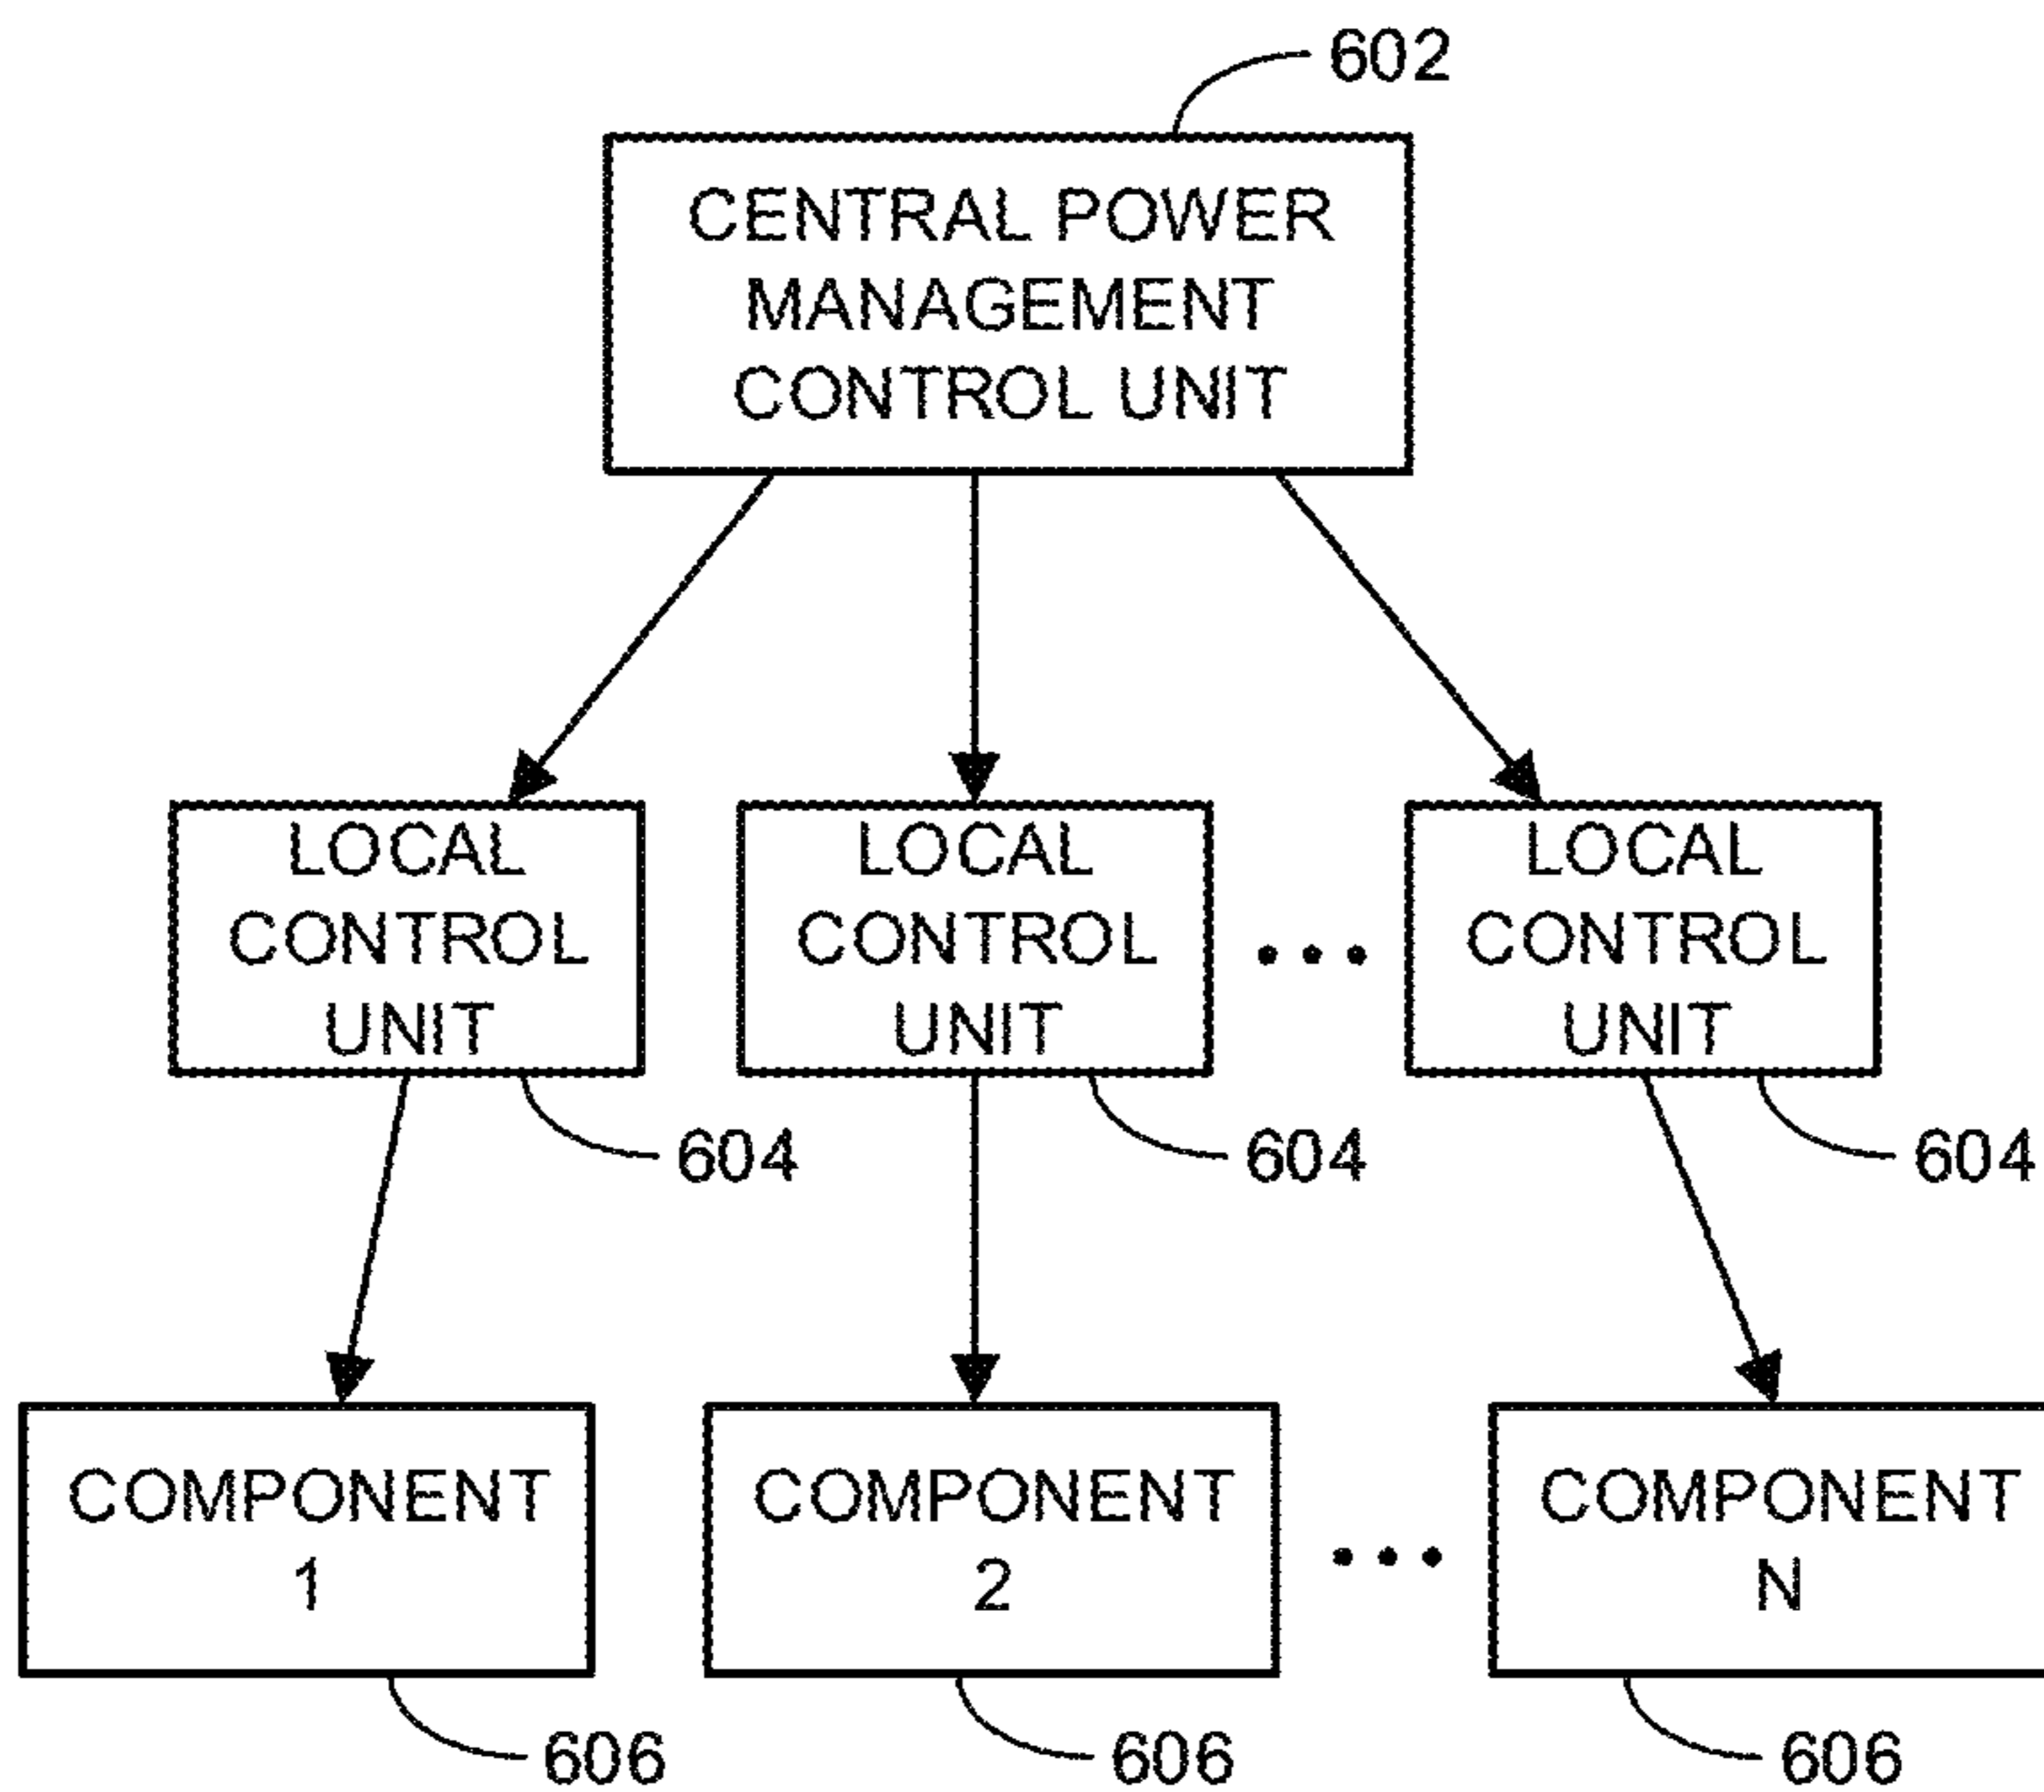 602
CENTRAL POWER
MANAGEMENT
CONTROL UNIT
LOCAL
CONTROL
UNIT
LOCAL
CONTROL
UNIT
LOCAL
CONTROL
UNIT
604
604
604
COMPONENT
1
COMPONENT
2
COMPONENT
N
606
606
606